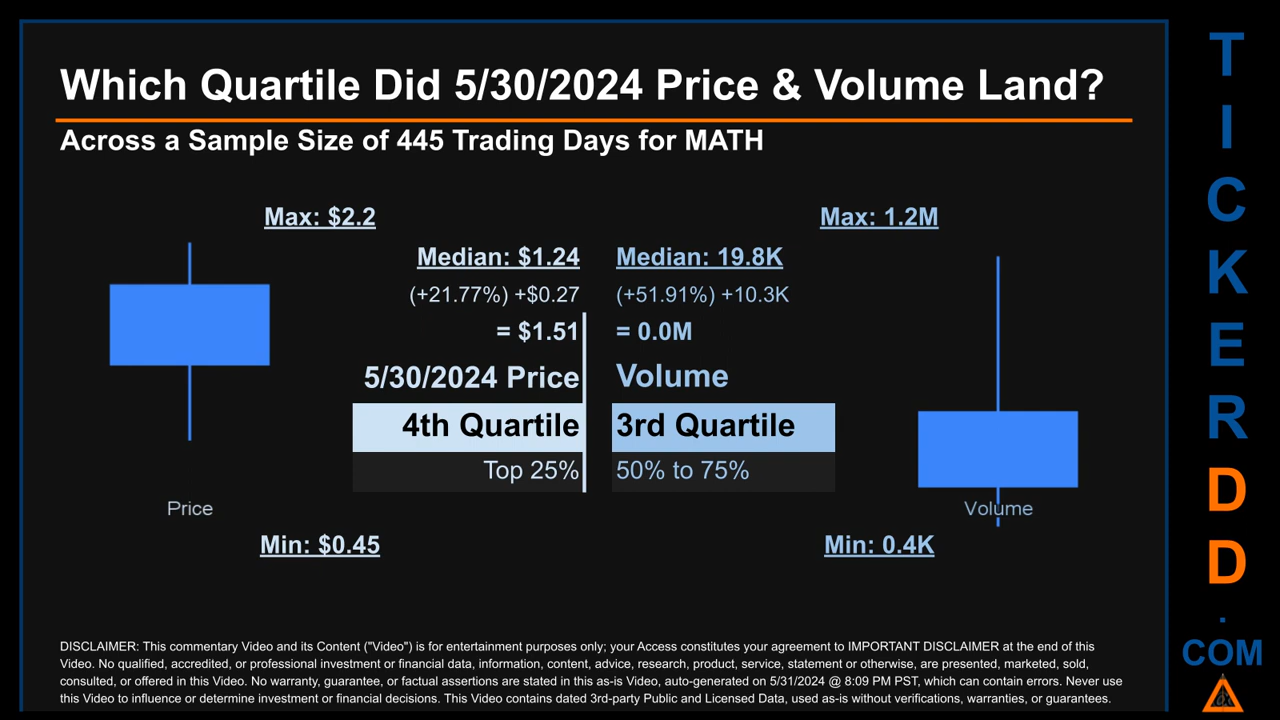 Which Quartile Did 5/30/2024 Price & Volume Land?
Across a Sample Size of 445 Trading Days for MATH
Max: $2.2
Max: 1.2M
Median: $1.24
Median: 19.8K
(+21.77%) +$0.27
(+51.91%) +10.3K
= $1.51
= 0.0M
5/30/2024 Price
Volume
4th Quartile
3rd Quartile
Top 25%
50% to 75%
Price
Volume
Min: $0.45
Min: 0.4K
DISCLAIMER: This commentary Video and its Content ("Video") is for entertainment purposes only; your Access constitutes your agreement to IMPORTANT DISCLAIMER at the end of this
Video. No qualified, accredited, or professional investment or financial data, information, content, advice, research, product, service, statement or otherwise, are presented, marketed, sold,
consulted, or offered in this Video. No warranty, guarantee, or factual assertions are stated in this as-is Video, auto-generated on 5/31/2024 @ 8:09 PM PST, which can contain errors. Never use
this Video to influence or determine investment or financial decisions. This Video contains dated 3rd-party Public and Licensed Data, used as-is without verifications, warranties, or guarantees.
T
I
C
K
E
R
D
D
.
COM